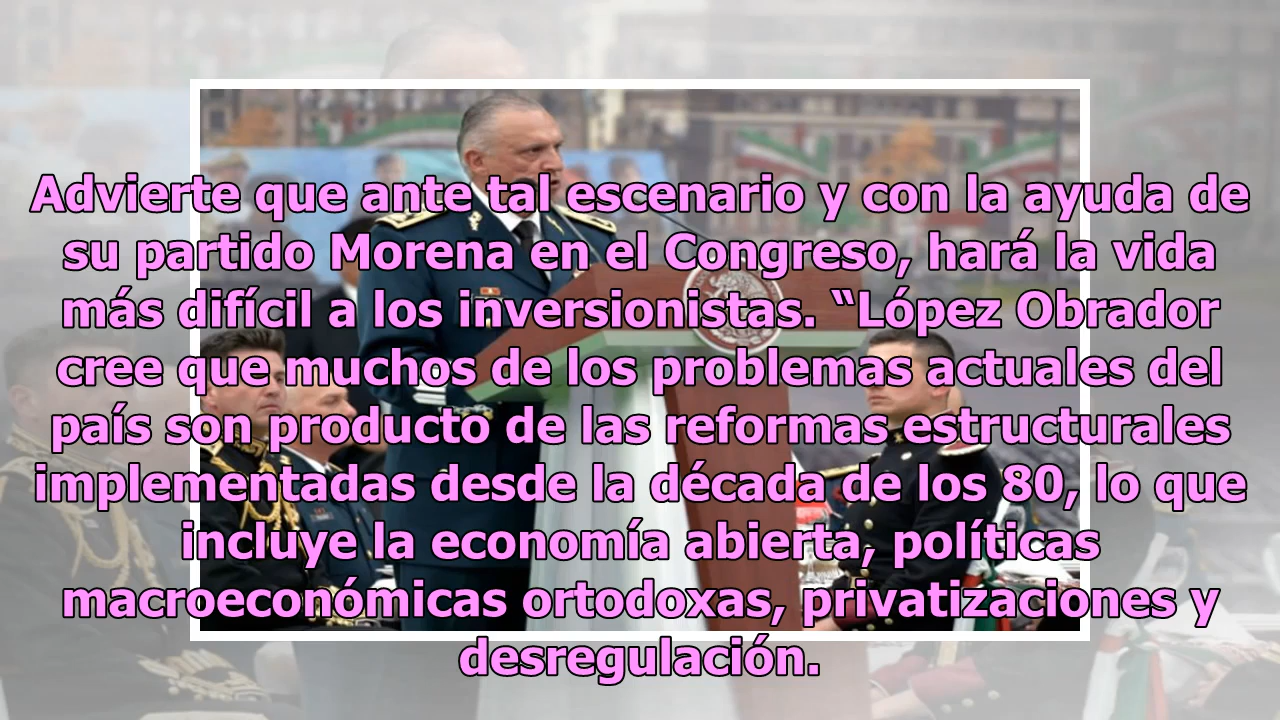 Advierte que ante tal escenario y con la ayuda de
su partido Morena en el Congreso, hará la vida
más difícil a los inversionistas. “López Obrador
cree que muchos de los problemas actuales del
país son producto de las reformas estructurales
implementadas desde la década de los 80, lo que
incluye la economía abierta, políticas
macroeconómicas ortodoxas, privatizaciones y
desregulación.